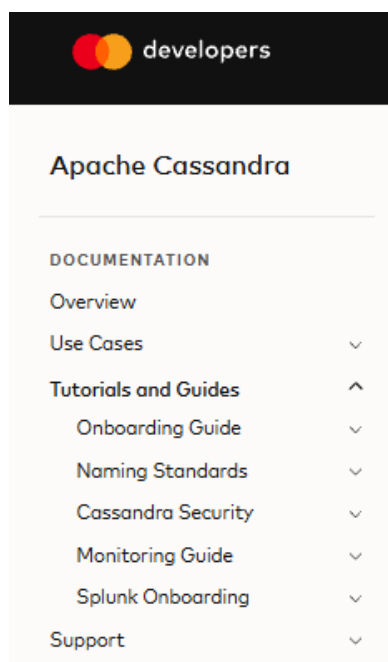 developers
Apache Cassandra
DOCUMENTATION
Overview
Use Cases
Tutorials and Guides
Onboarding Guide
Naming Standards
Cassandra Security
Monitoring Guide
Splunk Onboarding
Support